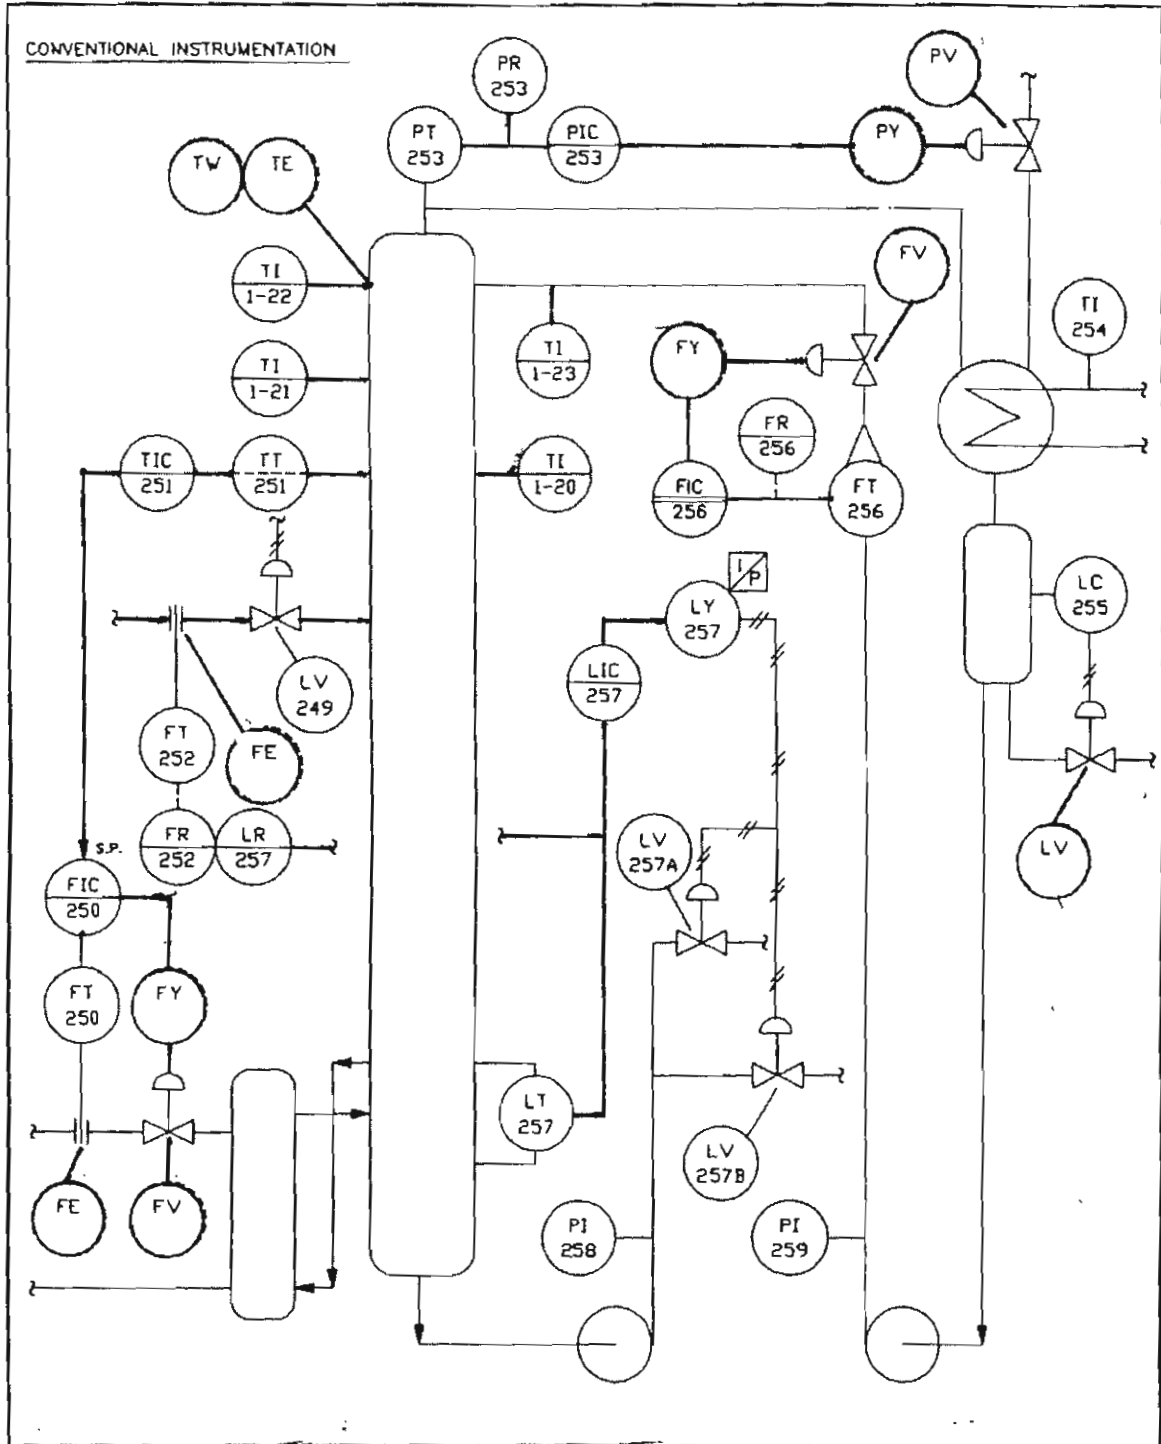 CONVENTIONAL INSTRUMENTATION
PR
253
PV
PT
253
PIC
253
PY
TW
TE
FV
TI
1-22
TI
254
TI
1-23
FY
TI
1-21
FR
256
TIC
251
TT
251
TI
1-20
FIC
256
FT
256
I
P
LC
255
LY
257
LIC
257
LV
249
FT
252
FE
FR
252
LR
257
LV
257A
LV
S.P.
FIC
250
FT
250
FY
LT
257
LV
257B
FE
FV
PI
258
PI
259